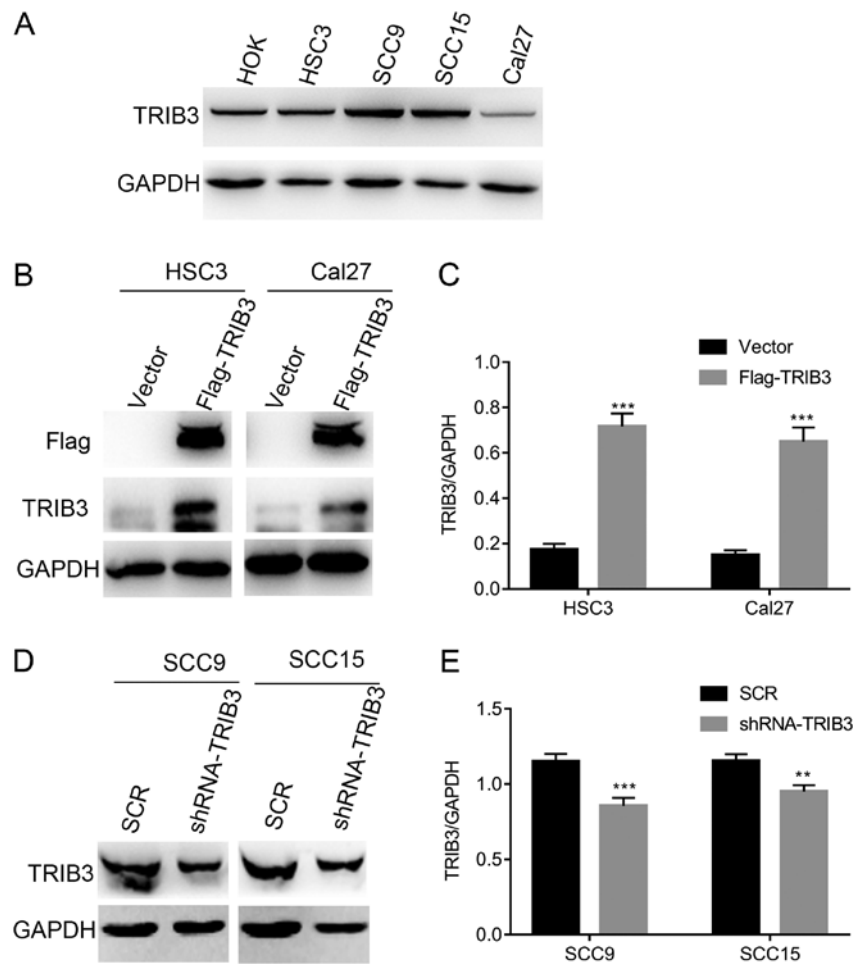 A
HOK HSC3 SCC9 SCC15 Cal27
TRIB3
GAPDH
B
HSC3 Cal27
Vector Flag-TRIB3 Vector Flag-TRIB3
Flag
TRIB3
GAPDH
C
Vector
Flag-TRIB3
TRIB3/GAPDH
1.0
0.8
0.6
0.4
0.2
0.0
*** ***
HSC3 Cal27
D
SCC9 SCC15
SCR shRNA-TRIB3 SCR shRNA-TRIB3
TRIB3
GAPDH
E
SCR
shRNA-TRIB3
TRIB3/GAPDH
1.5
1.0
0.5
0.0
*** **
SCC9 SCC15